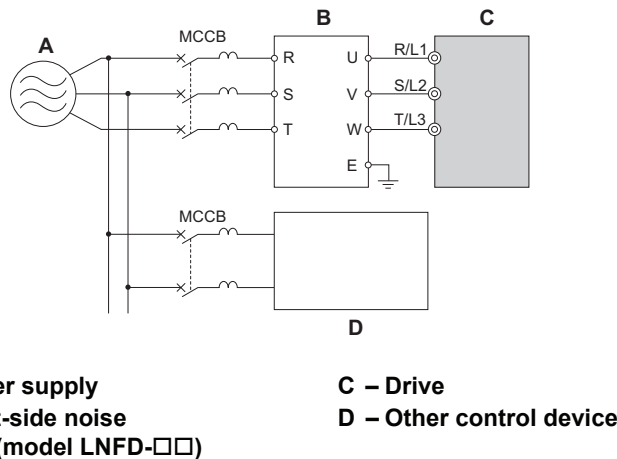 A
B
C
MCCB
R
U
R/L1
S
V
S/L2
T
W
T/L3
E
MCCB
D
er supply
C – Drive
t-side noise
D – Other control device
(model LNFD-□□)